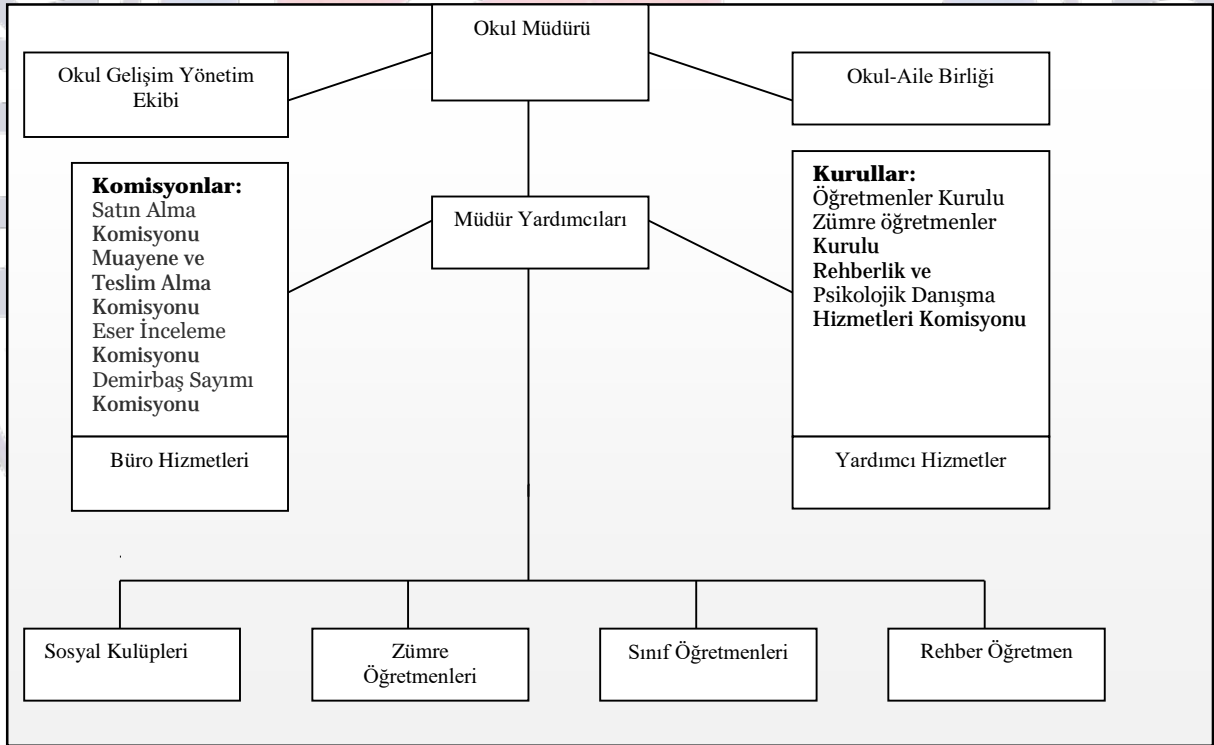 Okul Müdürü
Okul Gelişim Yönetim
Ekibi
Okul-Aile Birliği
Komisyonlar:
Satın Alma
Komisyonu
Muayene ve
Teslim Alma
Komisyonu
Eser İnceleme
Komisyonu
Demirbaş Sayımı
Komisyonu
Müdür Yardımcıları
Kurullar:
Öğretmenler Kurulu
Zümre öğretmenler
Kurulu
Rehberlik ve
Psikolojik Danışma
Hizmetleri Komisyonu
Büro Hizmetleri
Yardımcı Hizmetler
Sosyal Kulüpleri
Zümre
Öğretmenleri
Sınıf Öğretmenleri
Rehber Öğretmen